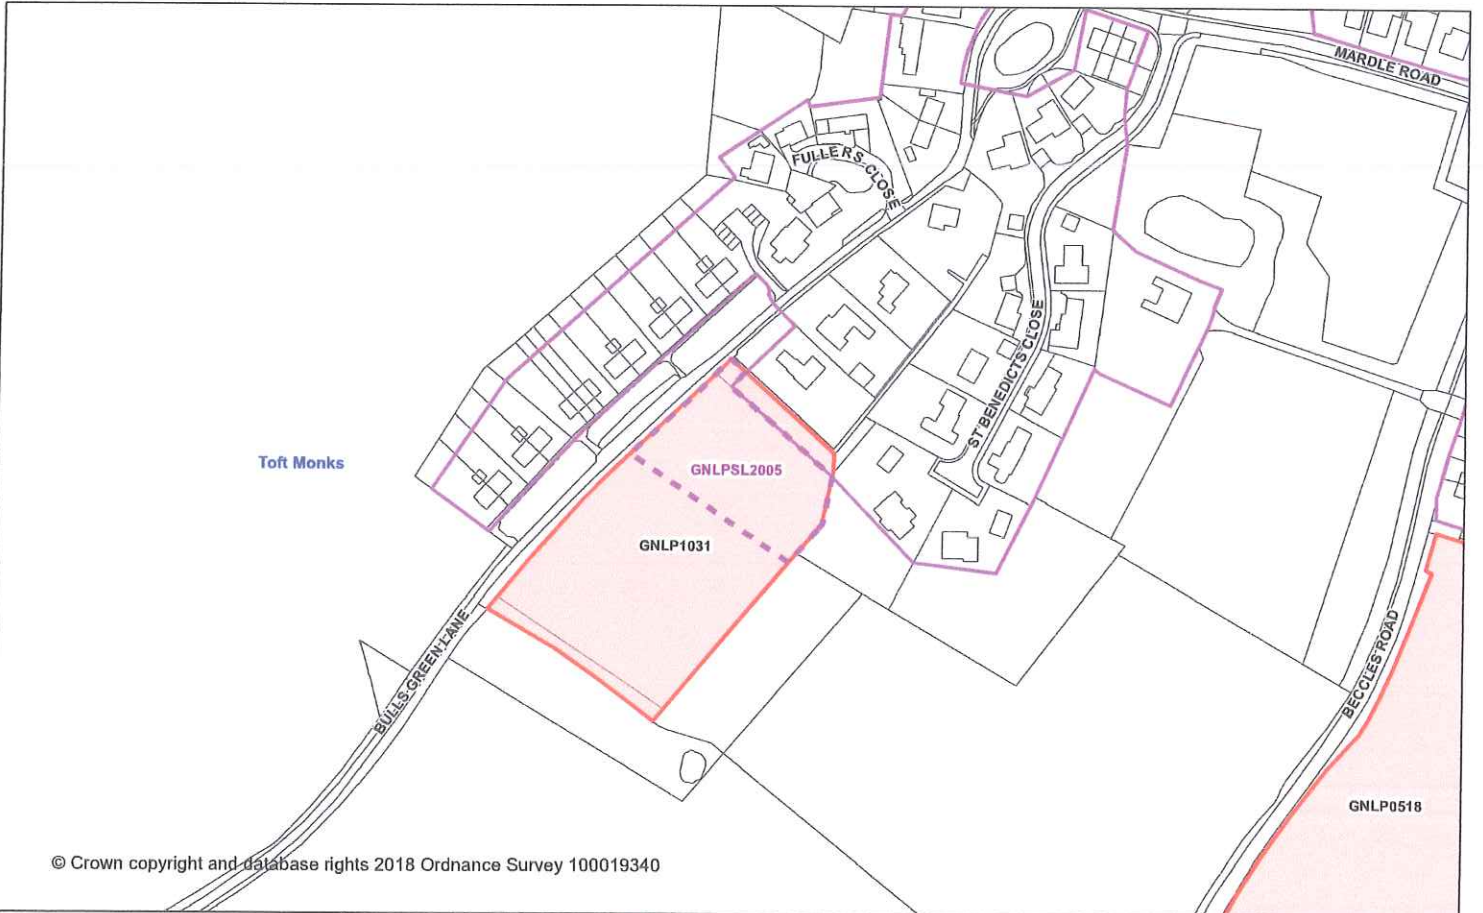 MARDLE ROAD
FULLERS CLOSE
ST BENEDICTS CLOSE
Toft Monks
GNLPSL2005
GNLP1031
BULLS GREEN LANE
BECCLES ROAD
GNLP0518
© Crown copyright and database rights 2018 Ordnance Survey 100019340